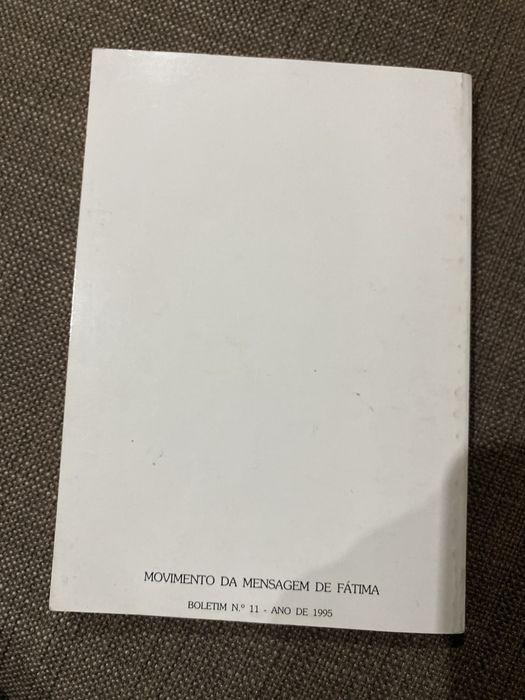 MOVIMENTO DA MENSAGEM DE FÁTIMA
BOLETIM N.º 11 - ANO DE 1995